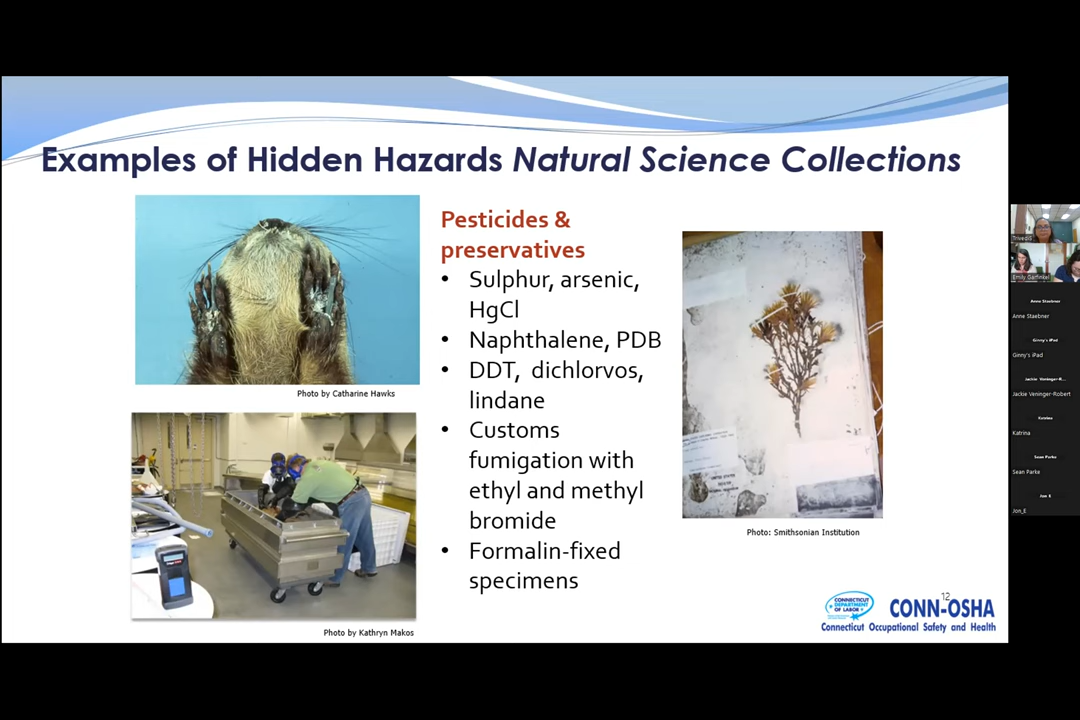 Examples of Hidden Hazards Natural Science Collections
Photo by Catharine Hawks
Photo by Kathryn Makos
Pesticides &
preservatives
• Sulphur, arsenic,
HgCl
• Naphthalene, PDB
• DDT, dichlorvos,
lindane
• Customs
fumigation with
ethyl and methyl
bromide
• Formalin-fixed
specimens
Photo: Smithsonian Institution
CONNECTICUT
DEPARTMENT
OF LABOR
12
CONN-OSHA
Connecticut Occupational Safety and Health
Emily Garfinkel
Anne Staebner
Anne Staebner
Ginny's iPad
Ginny's iPad
Jackie Veninger-R...
Jackie Veninger-Robert
Katrina
Katrina
Sean Parke
Sean Parke
Jon E
Jon_E